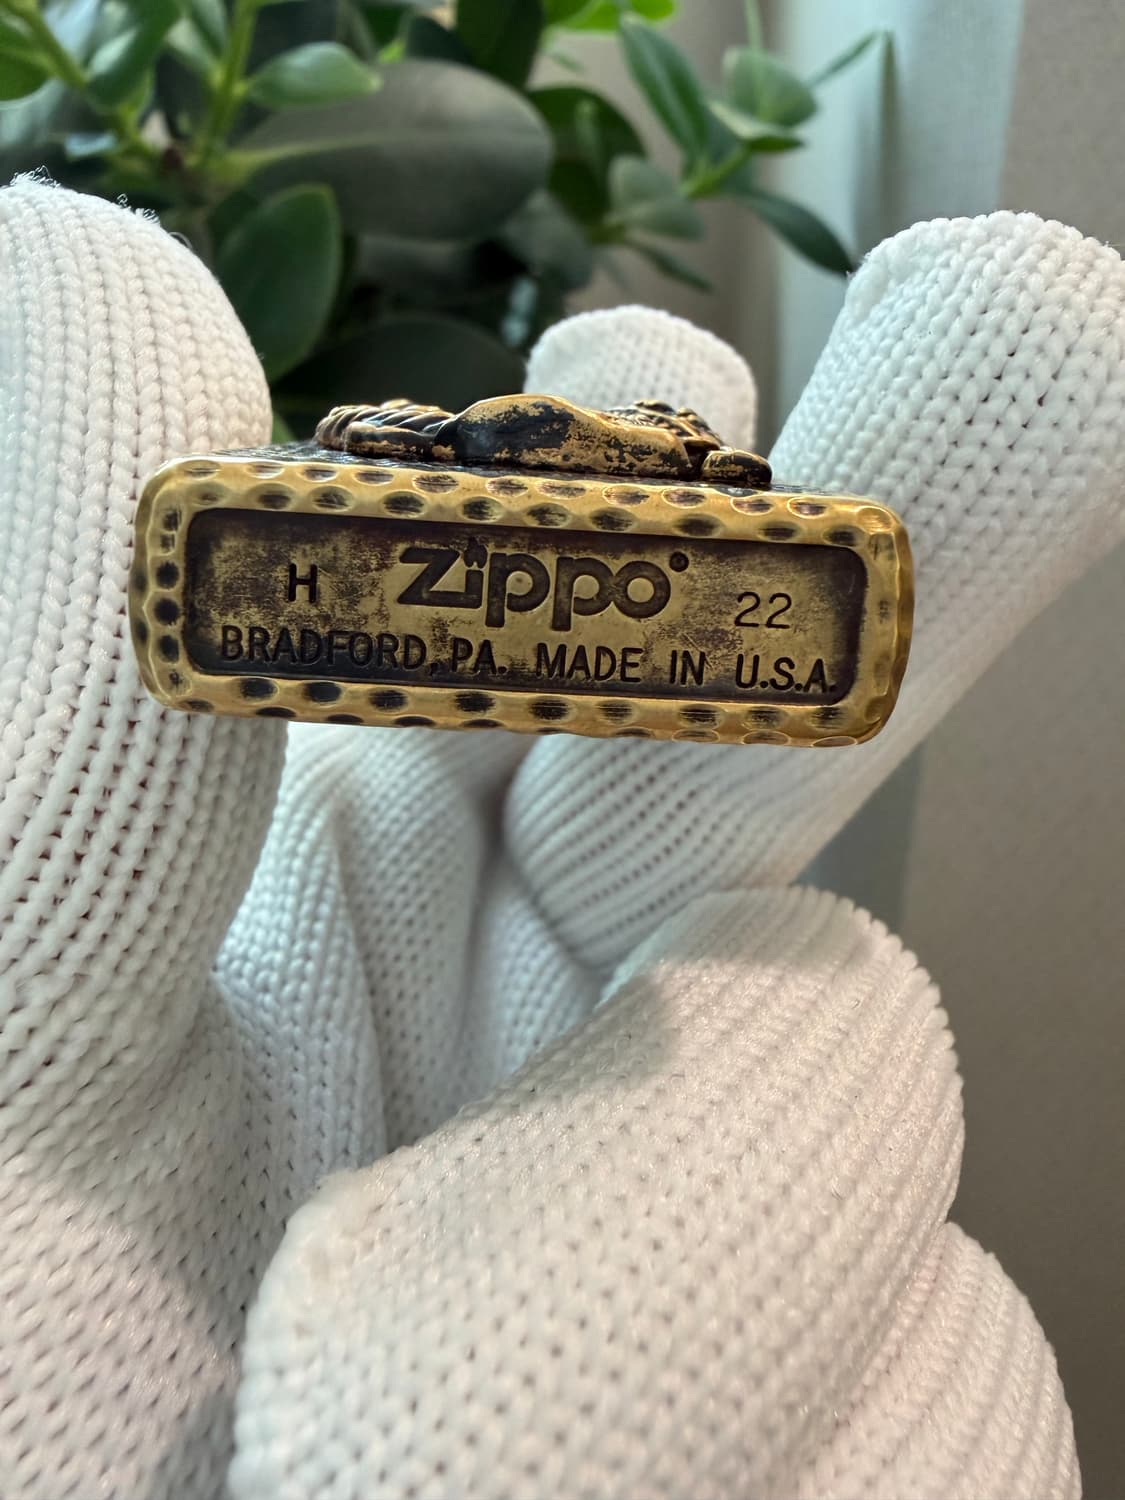 H Zippo® 22
BRADFORD, PA. MADE IN U.S.A.